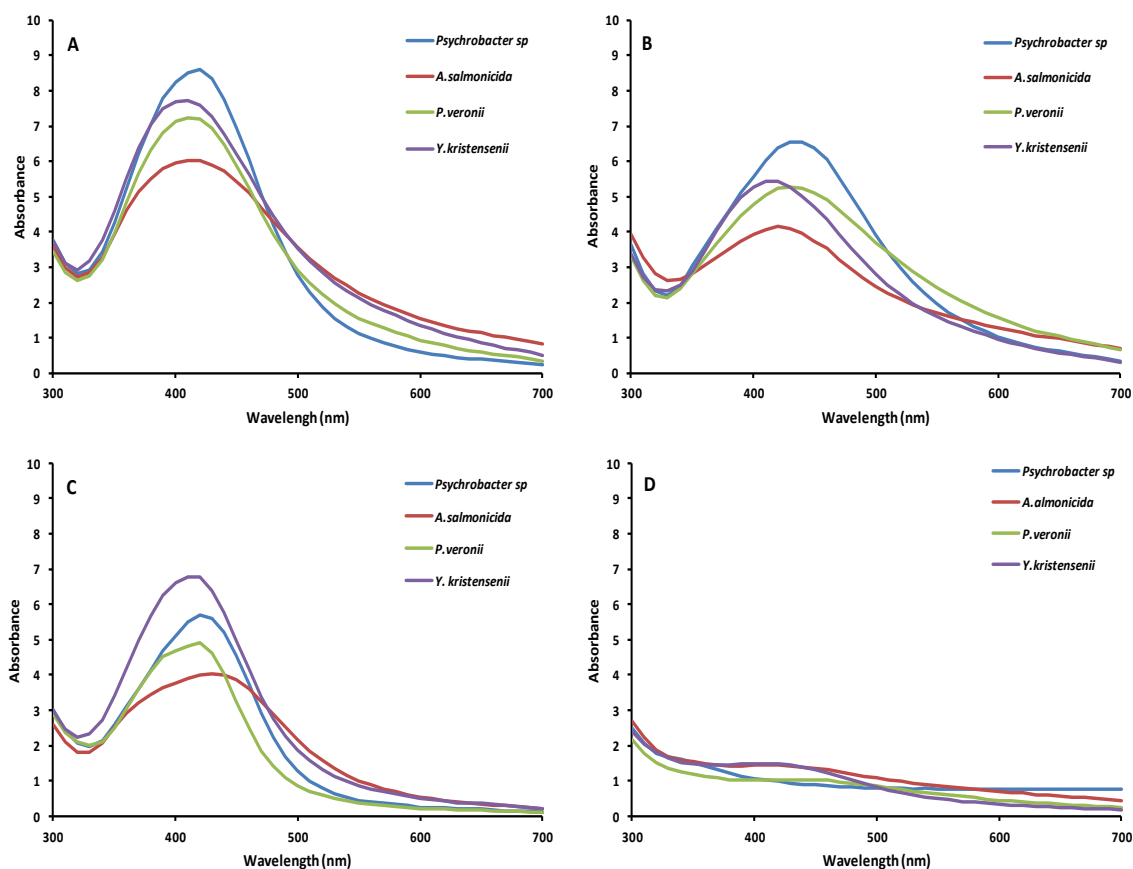 A
Psychrobacter sp
A.salmonicida
P.veronii
Y.kristensenii
10
9
8
7
6
5
4
3
2
1
0
Absorbance
300 400 500 600 700
Wavelengh (nm)
B
Psychrobacter sp
A.salmonicida
P.veronii
Y.kristensenii
10
9
8
7
6
5
4
3
2
1
0
Absorbance
300 400 500 600 700
Wavelength (nm)
C
Psychrobacter sp
A.salmonicida
P.veronii
Y. kristensenii
10
9
8
7
6
5
4
3
2
1
0
Absorbance
300 400 500 600 700
Wavelength (nm)
D
Psychrobacter sp
A.almonicida
P.veronii
Y.kristensenii
10
9
8
7
6
5
4
3
2
1
0
Absorbance
300 400 500 600 700
Wavelength (nm)